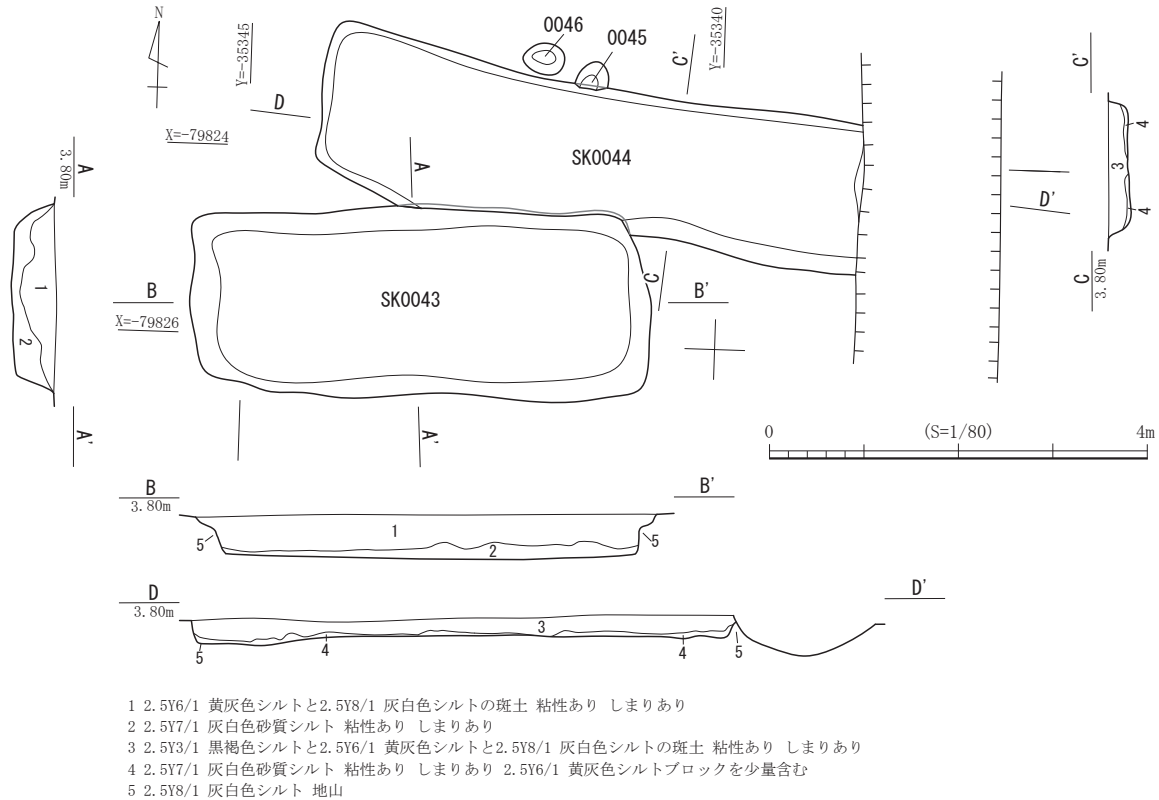 N
Y=-35345
0046
0045
C'
Y=-35340
D
X=-79824
A
3.80m
A
SK0044
C'
4
3
4
D'
1
2
B
X=-79826
SK0043
C
B'
C
3.80m
A'
A'
0
(S=1/80)
4m
B
3.80m
B'
1
5
2
5
D
3.80m
D'
3
5
4
4
5
1 2.5Y6/1 黄灰色シルトと2.5Y8/1 灰白色シルトの斑土 粘性あり しまりあり
2 2.5Y7/1 灰白色砂質シルト 粘性あり しまりあり
3 2.5Y3/1 黒褐色シルトと2.5Y6/1 黄灰色シルトと2.5Y8/1 灰白色シルトの斑土 粘性あり しまりあり
4 2.5Y7/1 灰白色砂質シルト 粘性あり しまりあり 2.5Y6/1 黄灰色シルトブロックを少量含む
5 2.5Y8/1 灰白色シルト 地山